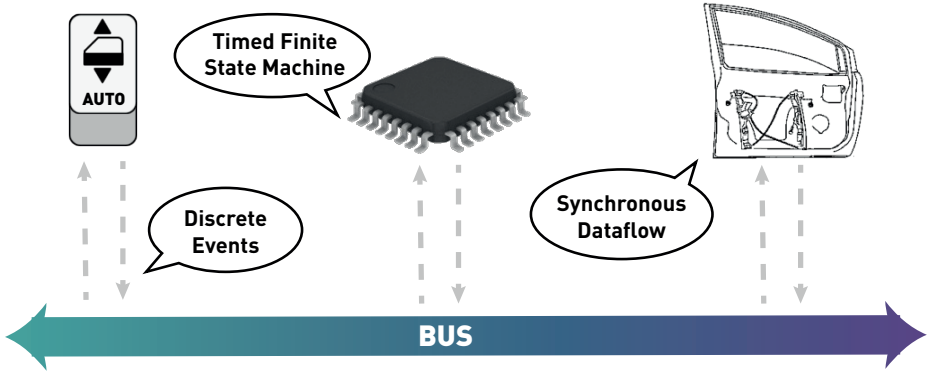 AUTO
Timed Finite
State Machine
Discrete
Events
Synchronous
Dataflow
BUS